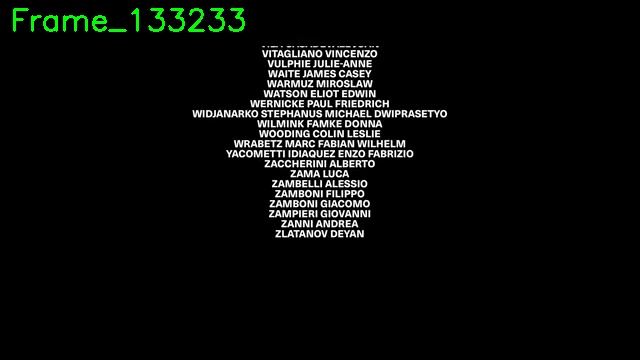 Frame_133233
VITAGLIANO VINCENZO
VULPHIE JULIE-ANNE
WAITE JAMES CASEY
WARMUZ MIROSLAW
WATSON ELIOT EDWIN
WERNICKE PAUL FRIEDRICH
WIDJANARKO STEPHANUS MICHAEL DWIPRASETYO
WILMINK FAMKE DONNA
WOODING COLIN LESLIE
WRABETZ MARC FABIAN WILHELM
YACOMETTI IDIAQUEZ ENZO FABRIZIO
ZACCHERINI ALBERTO
ZAMA LUCA
ZAMBELLI ALESSIO
ZAMBONI FILIPPO
ZAMBONI GIACOMO
ZAMPIERI GIOVANNI
ZANNI ANDREA
ZLATANOV DEYAN